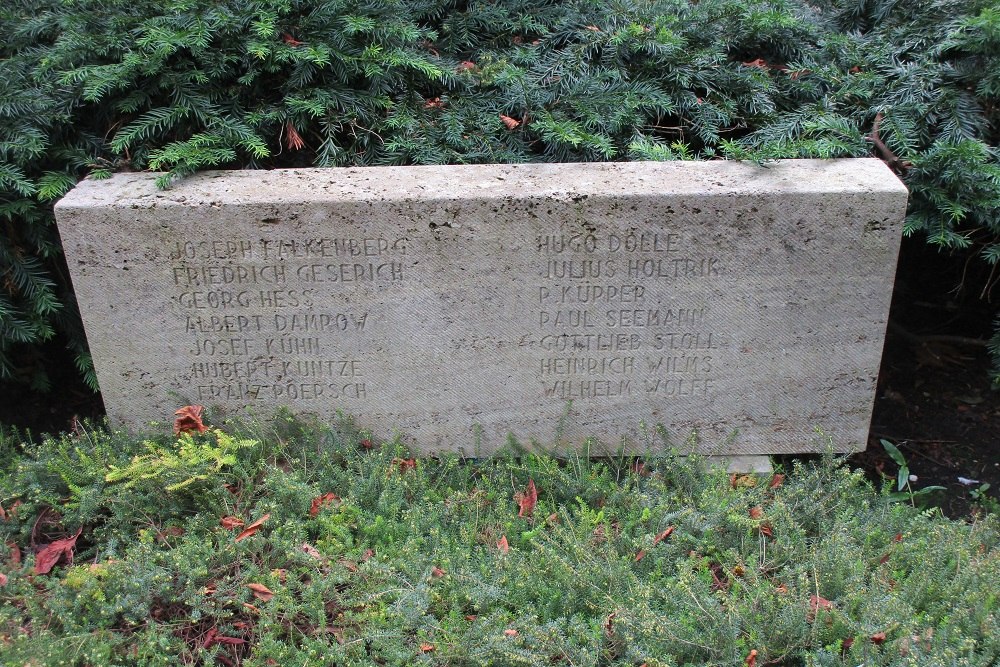 JOSEPH FALKENBERG
FRIEDRICH GESERICH
GEORG HESS
ALBERT DAMROW
JOSEF KÜHN
HUBERT KUNTZE
FRANZ ROERSCH
HUGO DÖLLE
JULIUS HOLTRIK
P. KÜPPER
PAUL SEEMANN
GOTTLIEB STOLL
HEINRICH WILMS
WILHELM WOLFF